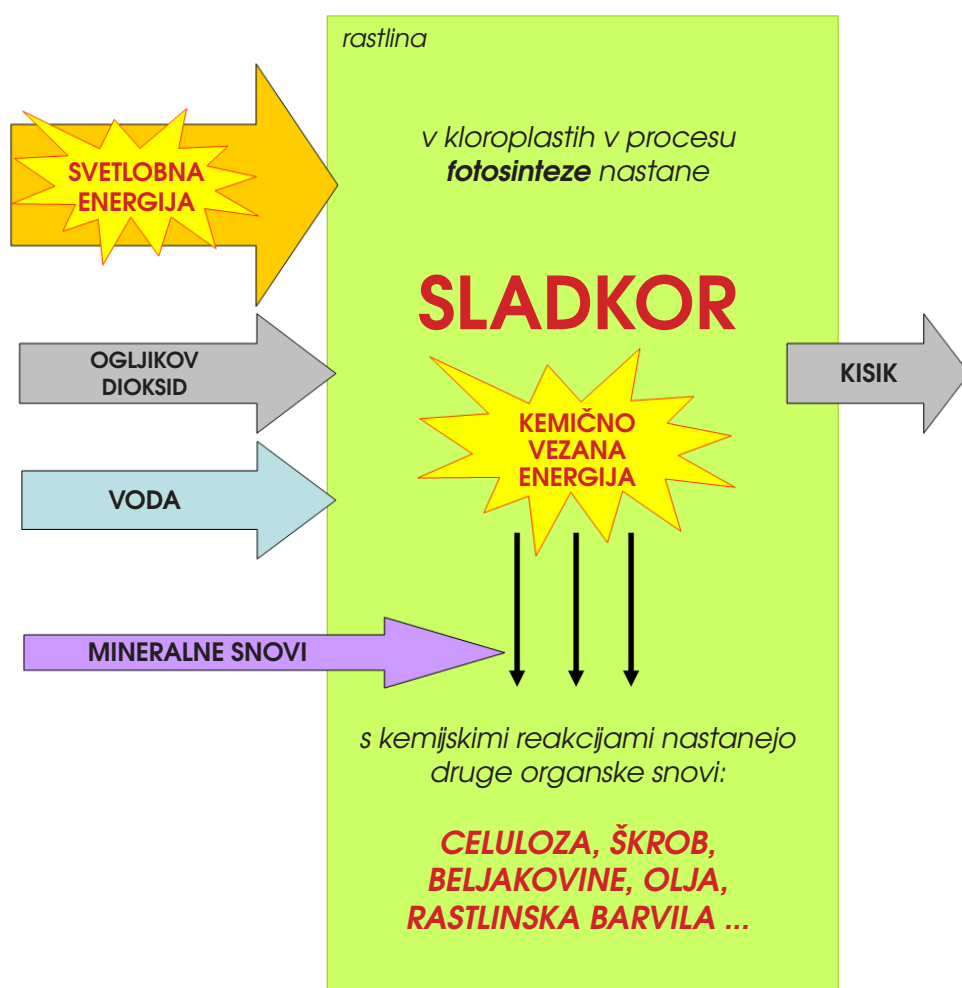 rastlina
v kloroplastih v procesu
fotosinteze nastane
SVETLOBNA
ENERGIJA
SLADKOR
OGLJIKOV
DIOKSID
KISIK
KEMIČNO
VEZANA
ENERGIJA
VODA
MINERALNE SNOVI
s kemijskimi reakcijami nastanejo
druge organske snovi:
CELULOZA, ŠKROB,
BELJAKOVINE, OLJA,
RASTLINSKA BARVILA ...